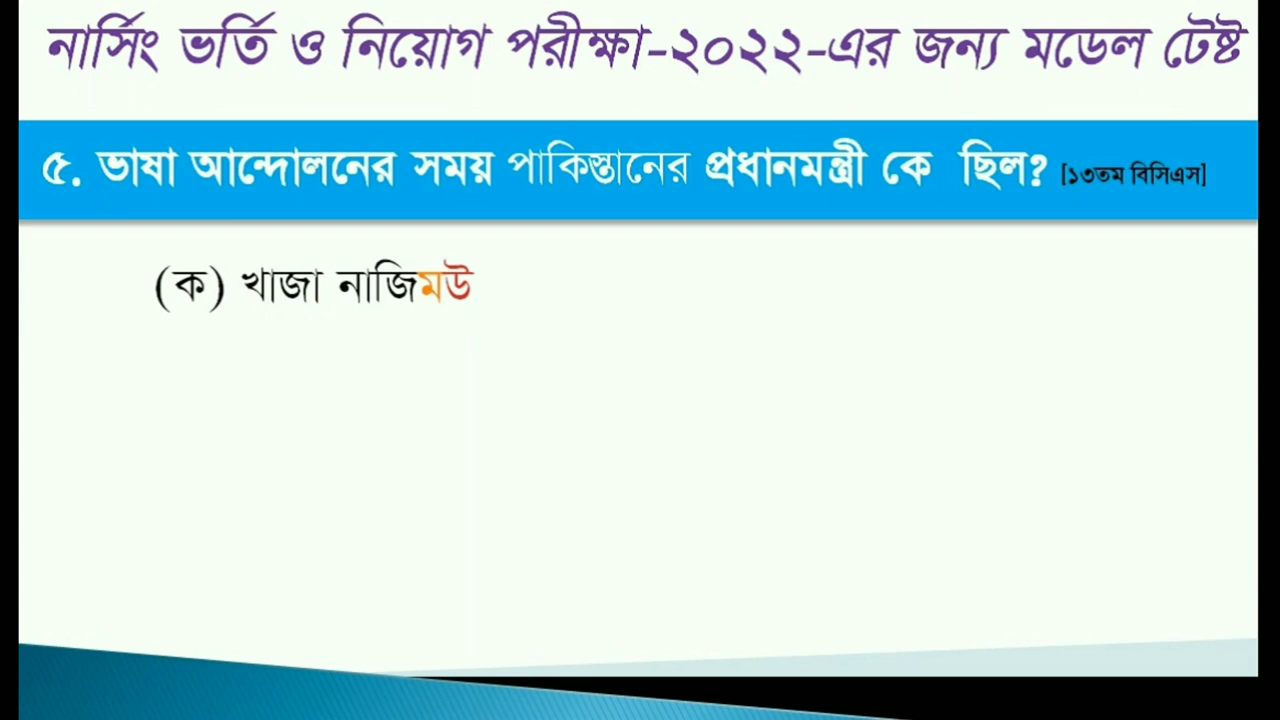 নার্সিং ভর্তি ও নিয়োগ পরীক্ষা-২০২২-এর জন্য মডেল টেষ্ট
৫. ভাষা আন্দোলনের সময় পাকিস্তানের প্রধানমন্ত্রী কে ছিল? [১৩তম বিসিএস]
(ক) খাজা নাজিমউ